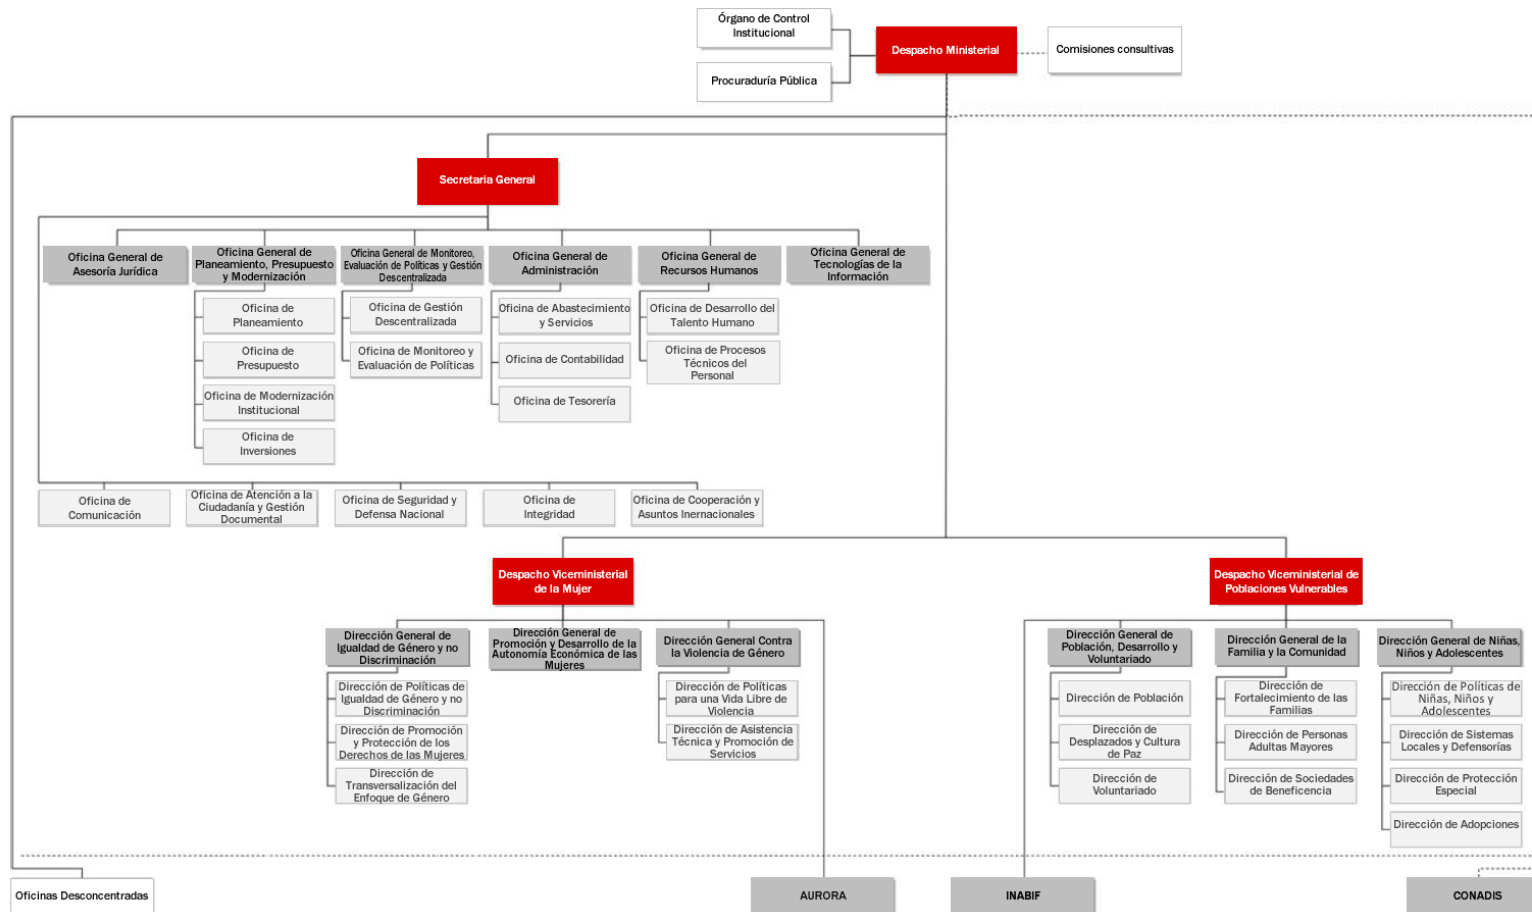 Órgano de Control
Institucional
Despacho Ministerial
Comisiones consultivas
Procuraduría Pública
Secretaria General
Oficina General de
Asesoría Jurídica
Oficina General de
Planeamiento, Presupuesto
y Modernización
Oficina General de Monitoreo,
Evaluación de Políticas y Gestión
Descentralizada
Oficina General de
Administración
Oficina General de
Recursos Humanos
Oficina General de
Tecnologías de la
Información
Oficina de
Planeamiento
Oficina de
Presupuesto
Oficina de Modernización
Institucional
Oficina de
Inversiones
Oficina de Gestión
Descentralizada
Oficina de Monitoreo y
Evaluación de Políticas
Oficina de Abastecimiento
y Servicios
Oficina de Contabilidad
Oficina de Tesorería
Oficina de Desarrollo del
Talento Humano
Oficina de Procesos
Técnicos del
Personal
Oficina de
Comunicación
Oficina de Atención a la
Ciudadanía y Gestión
Documental
Oficina de Seguridad y
Defensa Nacional
Oficina de
Integridad
Oficina de Cooperación y
Asuntos Inernacionales
Despacho Viceministerial
de la Mujer
Despacho Viceministerial de
Poblaciones Vulnerables
Dirección General de
Igualdad de Género y no
Discriminación
Dirección General de
Promoción y Desarrollo de la
Autonomía Económica de las
Mujeres
Dirección General Contra
la Violencia de Género
Dirección de Políticas de
Igualdad de Género y no
Discriminación
Dirección de Promoción
y Protección de los
Derechos de las Mujeres
Dirección de
Transversalización del
Enfoque de Género
Dirección de Políticas
para una Vida Libre de
Violencia
Dirección de Asistencia
Técnica y Promoción de
Servicios
Dirección General de
Población, Desarrollo y
Voluntariado
Dirección General de la
Familia y la Comunidad
Dirección General de Niñas,
Niños y Adolescentes
Dirección de Población
Dirección de
Desplazados y Cultura
de Paz
Dirección de
Voluntariado
Dirección de
Fortalecimiento de las
Familias
Dirección de Personas
Adultas Mayores
Dirección de Sociedades
de Beneficencia
Dirección de Políticas de
Niñas, Niños y
Adolescentes
Dirección de Sistemas
Locales y Defensorías
Dirección de Protección
Especial
Dirección de Adopciones
Oficinas Desconcentradas
AURORA
INABIF
CONADIS